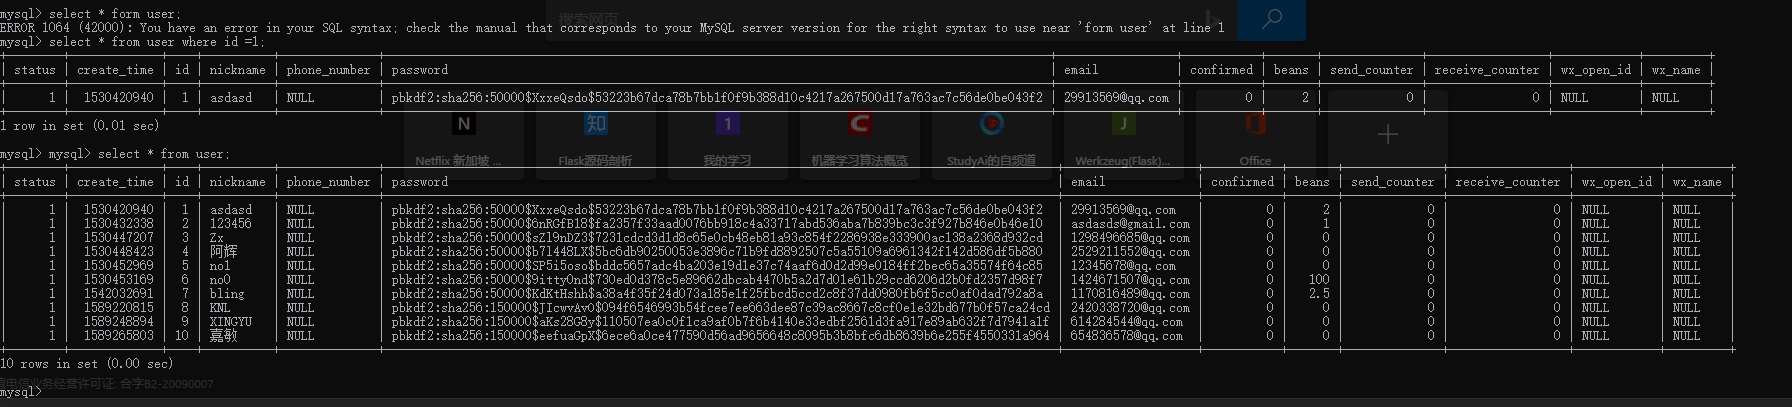 mysql> select * form user;
ERROR 1064 (42000): You have an error in your SQL syntax; check the manual that corresponds to your MySQL server version for the right syntax to use near 'form user' at line 1
mysql> select * from user where id =1;
| status | create_time | id | nickname | phone_number | password | email | confirmed | beans | send_counter | receive_counter | wx_open_id | wx_name |
| 1 | 1530420940 | 1 | asdasd | NULL | pbkdf2:sha256:50000$XxxeQsdo$53223b67dca78b7bb1f0f9b388d10c4217a267500d17a763ac7c56de0be043f2 | 29913569@qq.com | 0 | 2 | 0 | 0 | NULL | NULL |
1 row in set (0.01 sec)
mysql> mysql> select * from user;
| status | create_time | id | nickname | phone_number | password | email | confirmed | beans | send_counter | receive_counter | wx_open_id | wx_name |
| 1 | 1530420940 | 1 | asdasd | NULL | pbkdf2:sha256:50000$XxxeQsdo$53223b67dca78b7bb1f0f9b388d10c4217a267500d17a763ac7c56de0be043f2 | 29913569@qq.com | 0 | 2 | 0 | 0 | NULL | NULL |
| 1 | 1530432338 | 2 | 123456 | NULL | pbkdf2:sha256:50000$6nRGfB18$fa2357f33aad0076bb918c4a33717abd536aba7b839bc3c3f927b846e0b46e10 | asdasds@gmail.com | 0 | 1 | 0 | 0 | NULL | NULL |
| 1 | 1530447207 | 3 | Zx | NULL | pbkdf2:sha256:50000$sZl9nDZ3$7231cdcd3d1d8c65e0cb48eb81a93c854f2286938e333900ac138a2368d932cd | 1298496685@qq.com | 0 | 0 | 0 | 0 | NULL | NULL |
| 1 | 1530448423 | 4 | 阿辉 | NULL | pbkdf2:sha256:50000$b7l448LX$5bc6db90250053e3896c71b9fd8892507c5a55109a6961342f142d586df5b880 | 2529211552@qq.com | 0 | 0 | 0 | 0 | NULL | NULL |
| 1 | 1530452969 | 5 | no1 | NULL | pbkdf2:sha256:50000$SP5i5oso$bddc5657adc4ba203e19d1e37c74aaf6d0d2d99e0184ff2bec65a35574f64c85 | 12345678@qq.com | 0 | 0 | 0 | 0 | NULL | NULL |
| 1 | 1530453169 | 6 | no0 | NULL | pbkdf2:sha256:50000$9ittyOnd$730ed0d378c5e89662dbcab4470b5a2d7d01e61b29ccd6206d2b0fd2357d98f7 | 1424671507@qq.com | 0 | 100 | 0 | 0 | NULL | NULL |
| 1 | 1542032691 | 7 | bling | NULL | pbkdf2:sha256:50000$KdKtHshh$a38a4f35f24d073a185e1f25fbcd5ccd2c8f37dd0980fb6f5cc0af0dad792a8a | 1170816489@qq.com | 0 | 2.5 | 0 | 0 | NULL | NULL |
| 1 | 1589220815 | 8 | KNL | NULL | pbkdf2:sha256:150000$JIcwvAv0$094f6546993b54fcee7ee663dee87c39ac8667c8cf0e1e32bd677b0f57ca24cd | 2420338720@qq.com | 0 | 0 | 0 | 0 | NULL | NULL |
| 1 | 1589248894 | 9 | XINGYU | NULL | pbkdf2:sha256:150000$aKs28G8y$110507ea0c0f1ca9af0b7f6b4140e33edbf2561d3fa917e89ab632f7d7941a1f | 614284544@qq.com | 0 | 0 | 0 | 0 | NULL | NULL |
| 1 | 1589265803 | 10 | 嘉敏 | NULL | pbkdf2:sha256:150000$eefuaGpX$6ece6a0ce477590d56ad9656648c8095b3b8bfc6db8639b6e255f4550331a964 | 654836578@qq.com | 0 | 0 | 0 | 0 | NULL | NULL |
10 rows in set (0.00 sec)
mysql>
搜索网页
N 知 1 C J
Netflix 新加坡 ... Flask源码剖析 我的学习 机器学习算法概览 StudyAi的自频道 Werkzeug(Flask)... Office
值电信业务经营许可证: 合字B2-20090007